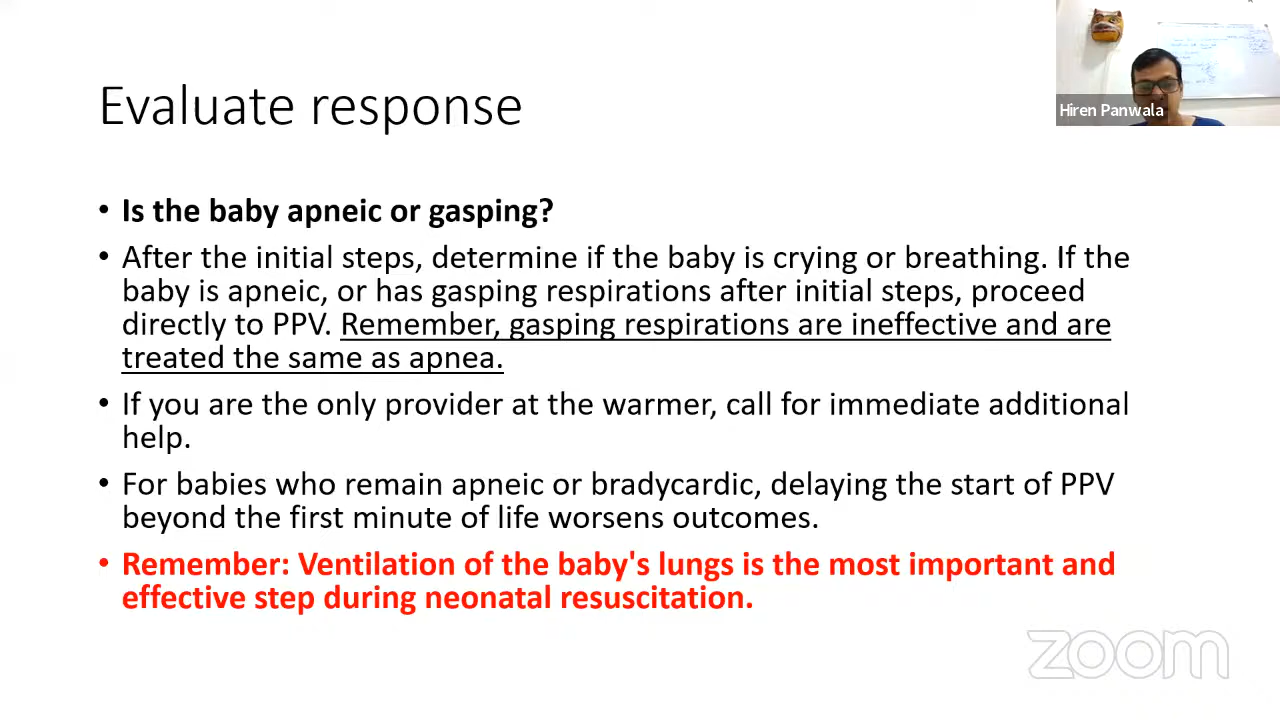 Evaluate response
Hiren Panwala
• Is the baby apneic or gasping?
• After the initial steps, determine if the baby is crying or breathing. If the
baby is apneic, or has gasping respirations after initial steps, proceed
directly to PPV. Remember, gasping respirations are ineffective and are
treated the same as apnea.
• If you are the only provider at the warmer, call for immediate additional
help.
• For babies who remain apneic or bradycardic, delaying the start of PPV
beyond the first minute of life worsens outcomes.
• Remember: Ventilation of the baby's lungs is the most important and
effective step during neonatal resuscitation.
zoom